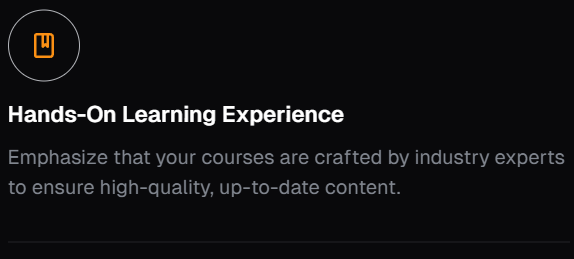 Hands-On Learning Experience
Emphasize that your courses are crafted by industry experts
to ensure high-quality, up-to-date content.